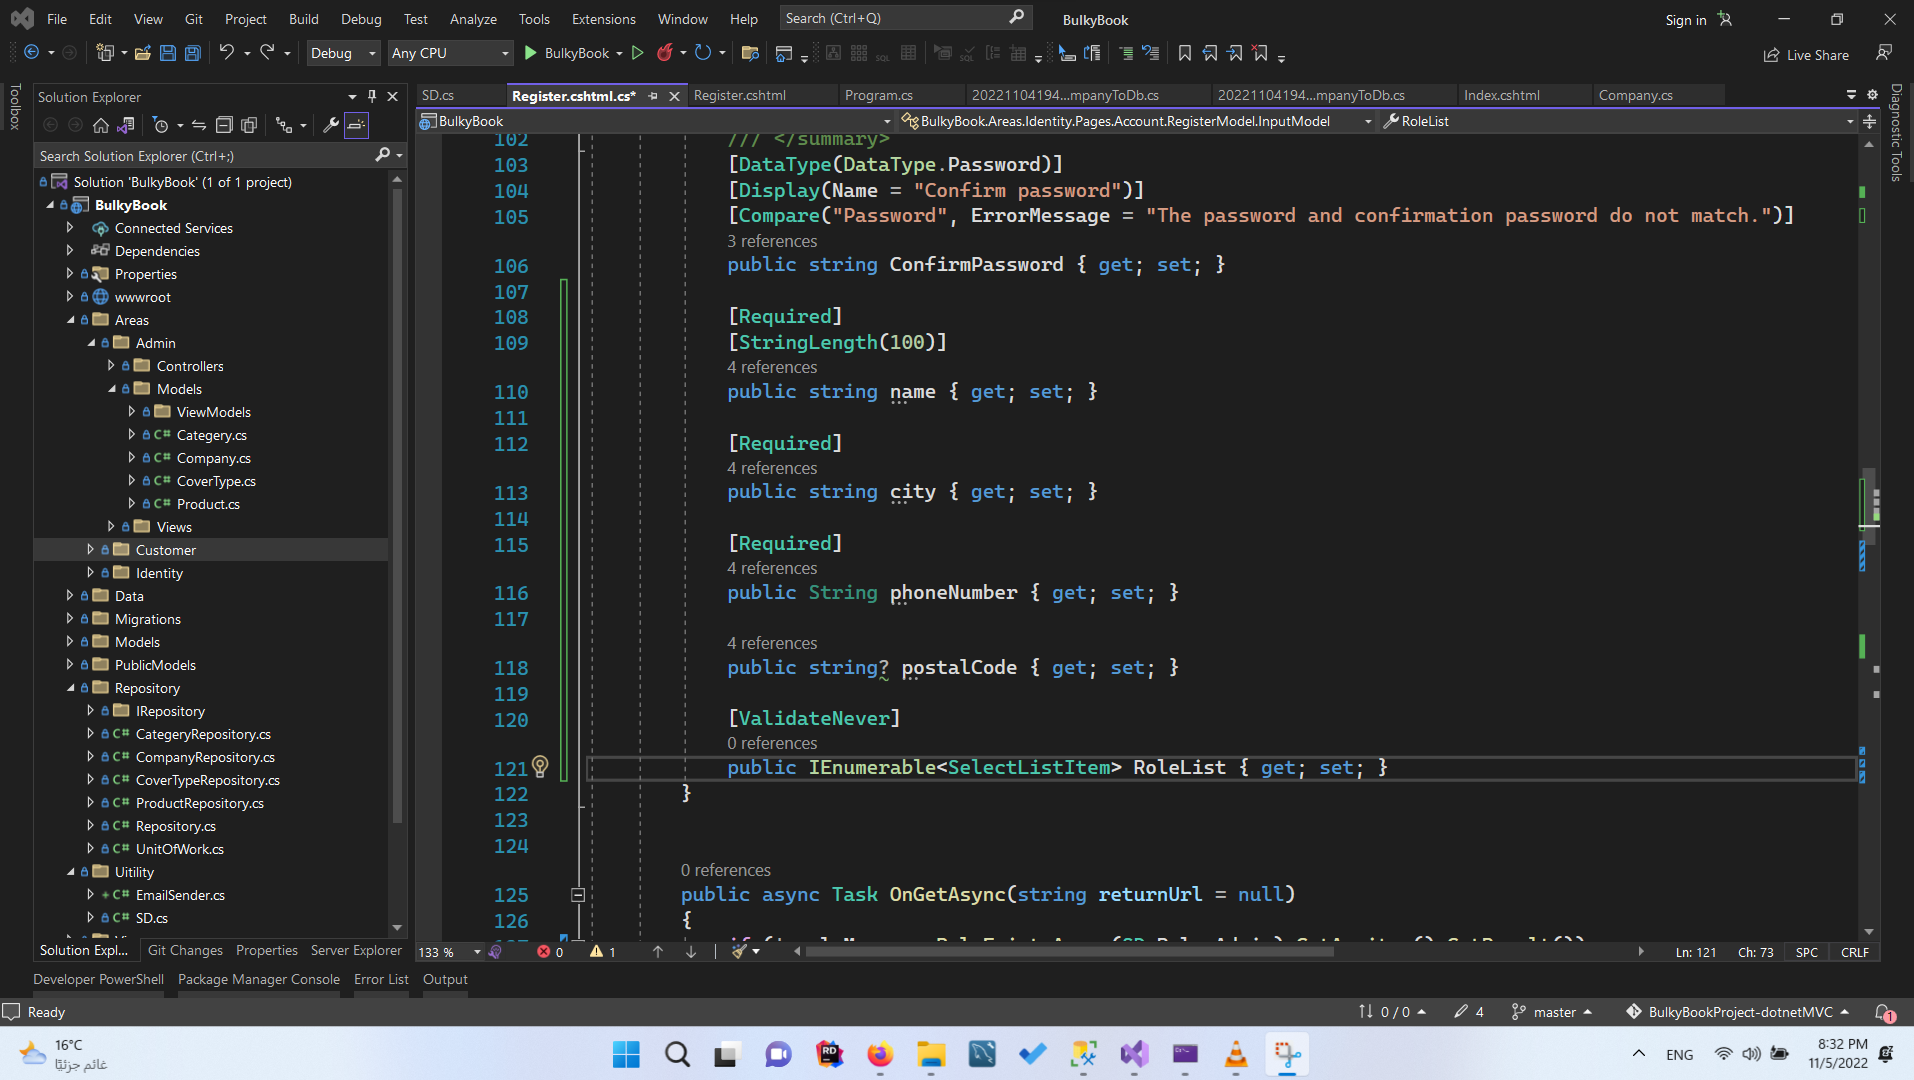 File Edit View Git Project Build Debug Test Analyze Tools Extensions Window Help Search (Ctrl+Q) BulkyBook Sign in
Debug Any CPU BulkyBook Live Share
Toolbox
Solution Explorer
Search Solution Explorer (Ctrl+;)
Solution 'BulkyBook' (1 of 1 project)
BulkyBook
Connected Services
Dependencies
Properties
wwwroot
Areas
Admin
Controllers
Models
ViewModels
C# Categery.cs
C# Company.cs
C# CoverType.cs
C# Product.cs
Views
Customer
Identity
Data
Migrations
Models
PublicModels
Repository
IRepository
C# CategeryRepository.cs
C# CompanyRepository.cs
C# CoverTypeRepository.cs
C# ProductRepository.cs
C# Repository.cs
C# UnitOfWork.cs
Uitility
C# EmailSender.cs
C# SD.cs
Solution Expl... Git Changes Properties Server Explorer
SD.cs Register.cshtml.cs* Register.cshtml Program.cs 20221104194...mpanyToDb.cs 20221104194...mpanyToDb.cs Index.cshtml Company.cs
BulkyBook BulkyBook.Areas.Identity.Pages.Account.RegisterModel.InputModel RoleList
102 /// </summary>
103 [DataType(DataType.Password)]
104 [Display(Name = "Confirm password")]
105 [Compare("Password", ErrorMessage = "The password and confirmation password do not match.")]
3 references
106 public string ConfirmPassword { get; set; }
107
108 [Required]
109 [StringLength(100)]
4 references
110 public string name { get; set; }
111
112 [Required]
4 references
113 public string city { get; set; }
114
115 [Required]
4 references
116 public String phoneNumber { get; set; }
117
4 references
118 public string? postalCode { get; set; }
119
120 [ValidateNever]
0 references
121 public IEnumerable<SelectListItem> RoleList { get; set; }
122 }
123
124
0 references
125 public async Task OnGetAsync(string returnUrl = null)
126 {
133 % 0 1 Ln: 121 Ch: 73 SPC CRLF
Diagnostic Tools
Developer PowerShell Package Manager Console Error List Output
Ready 0 / 0 4 master BulkyBookProject-dotnetMVC 1
16°C
غائم جزئيًا
ENG
8:32 PM
11/5/2022